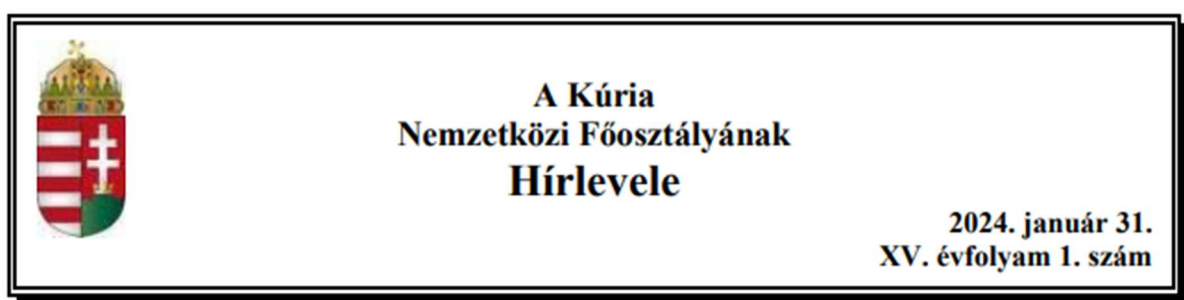 A Kúria
Nemzetközi Főosztályának
Hírlevele
2024. január 31.
XV. évfolyam 1. szám